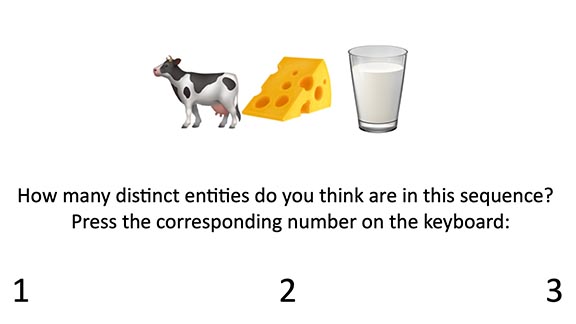 How many distinct entities do you think are in this sequence?
Press the corresponding number on the keyboard:
1 2 3